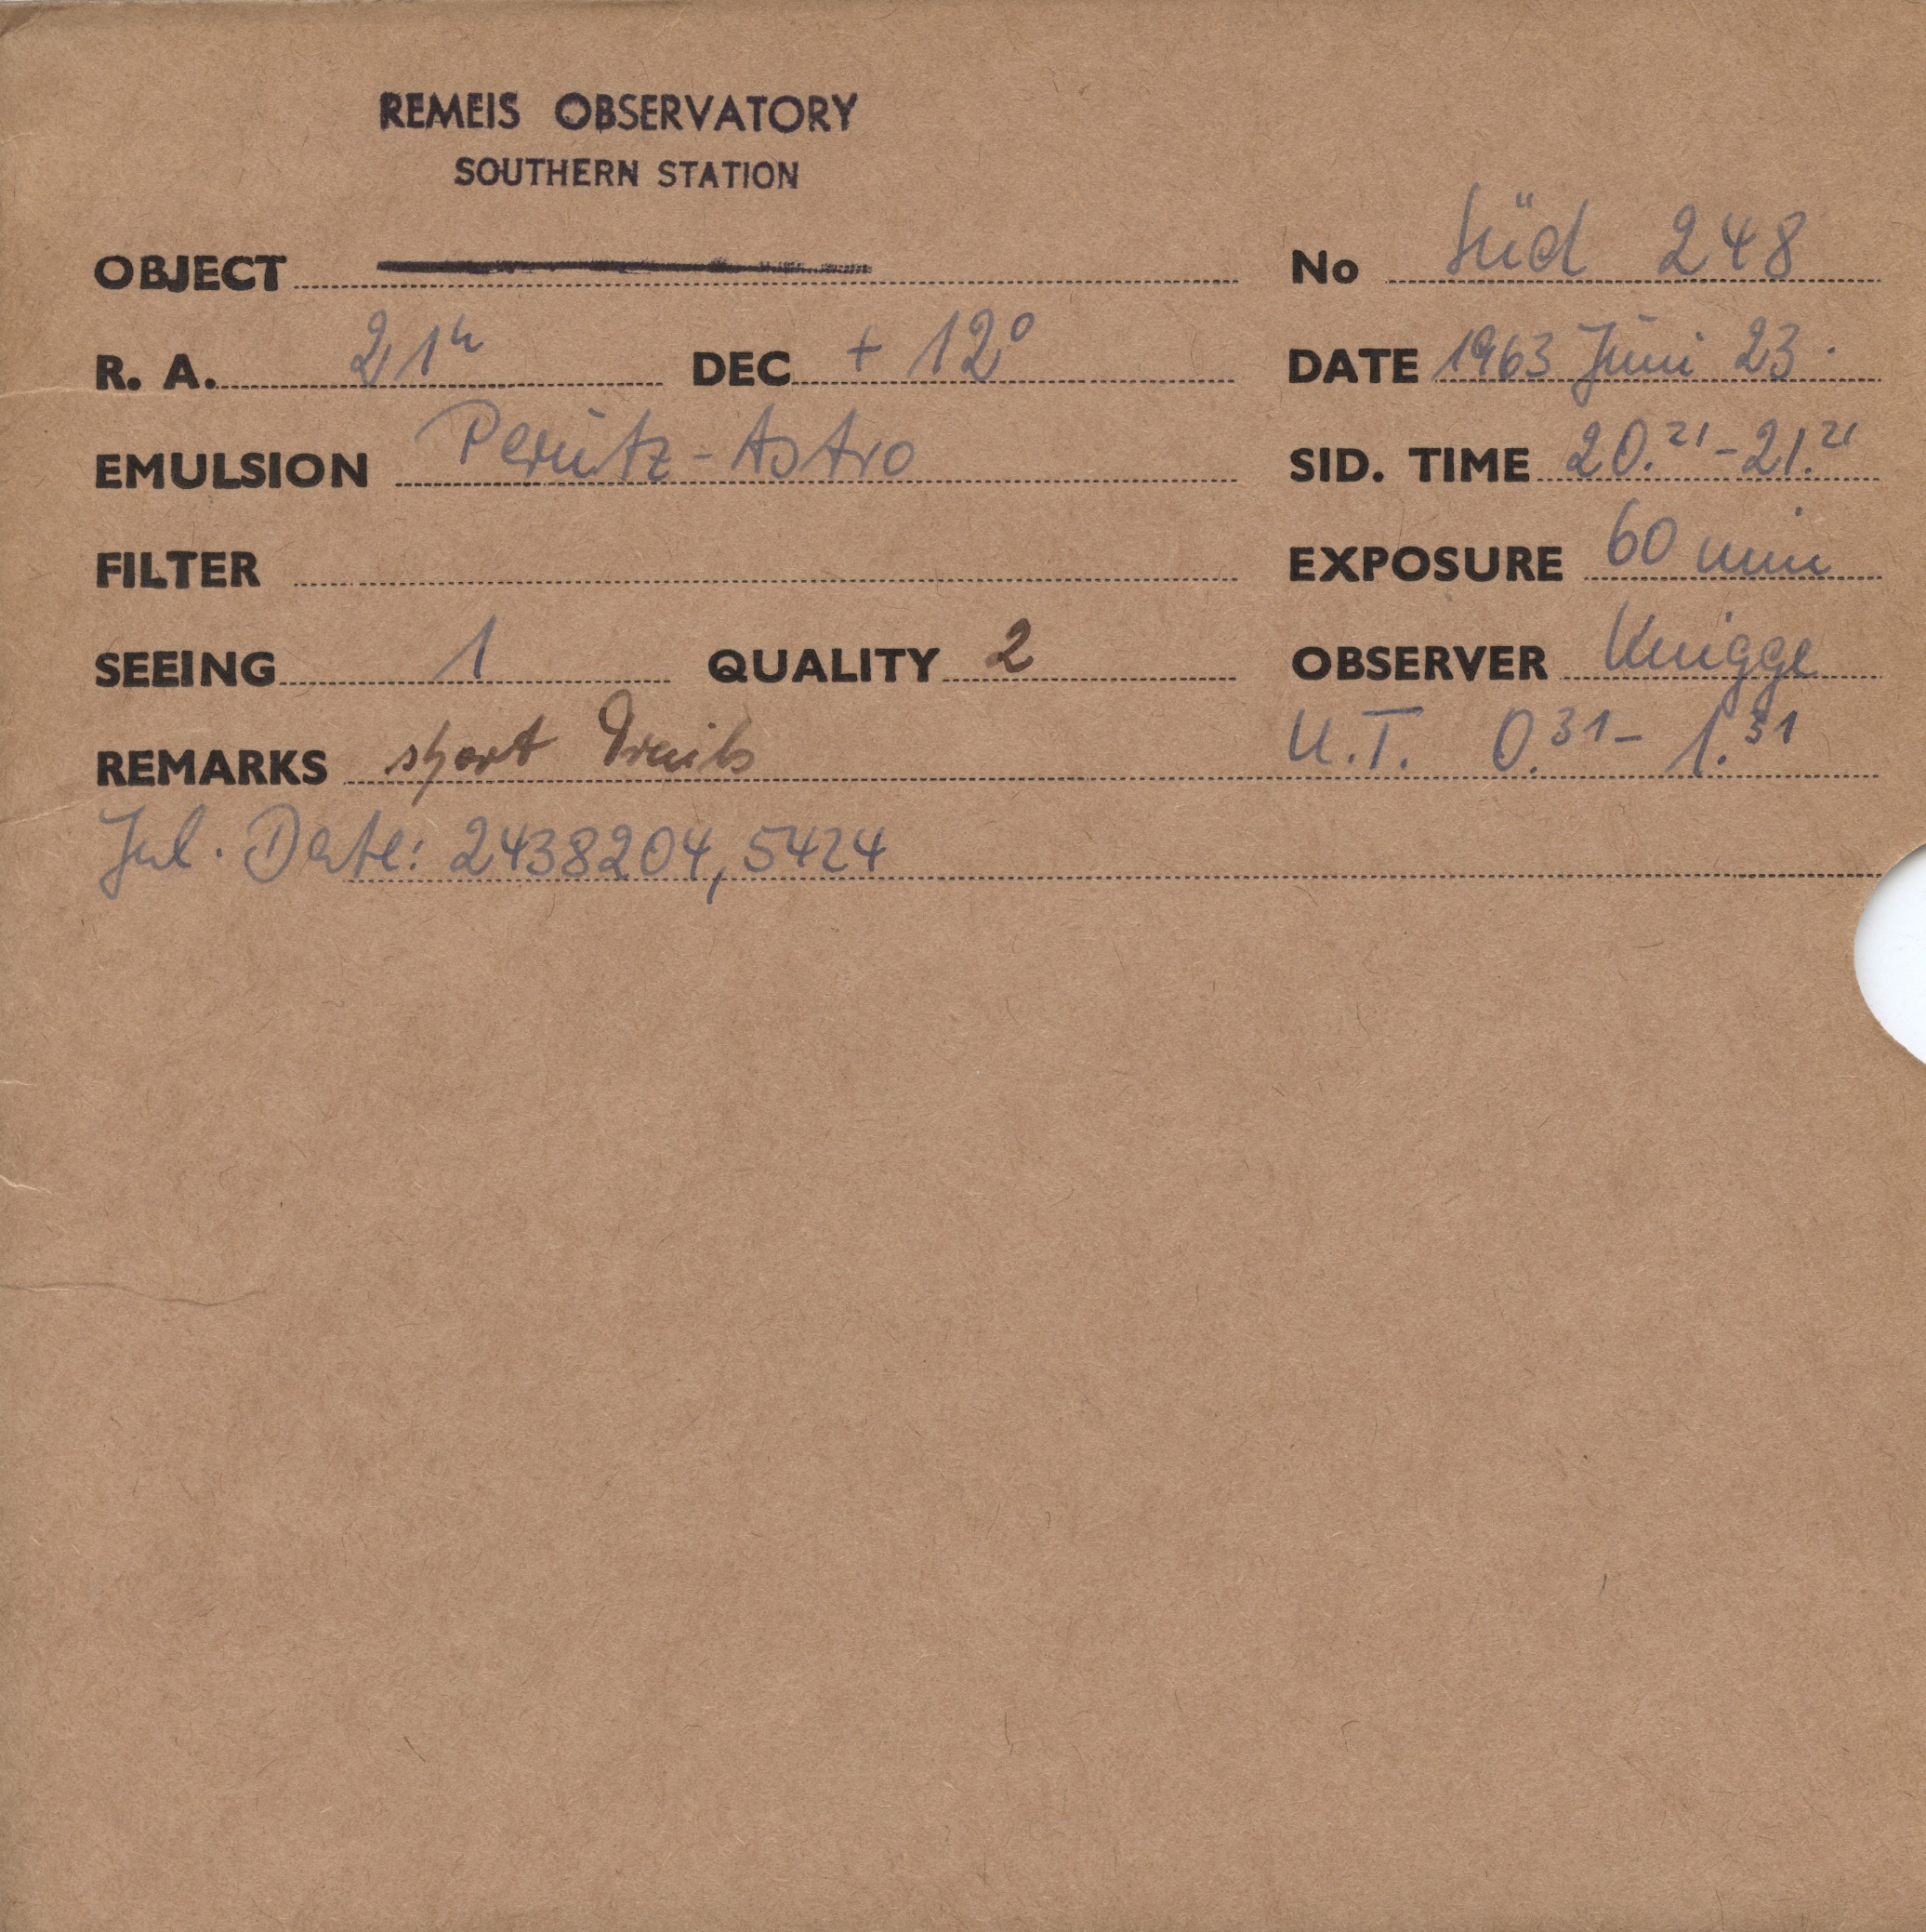 REMEIS OBSERVATORY
SOUTHERN STATION
OBJECT No Süd 248
R. A. 21h DEC + 12° DATE 1963 Juni 23.
EMULSION Perutz-Astro SID. TIME 20.21-21.21
FILTER EXPOSURE 60 min
SEEING 1 QUALITY 2 OBSERVER Knigge
REMARKS short trails U.T. 0.31- 1.31
Jul. Date: 2438204,5424